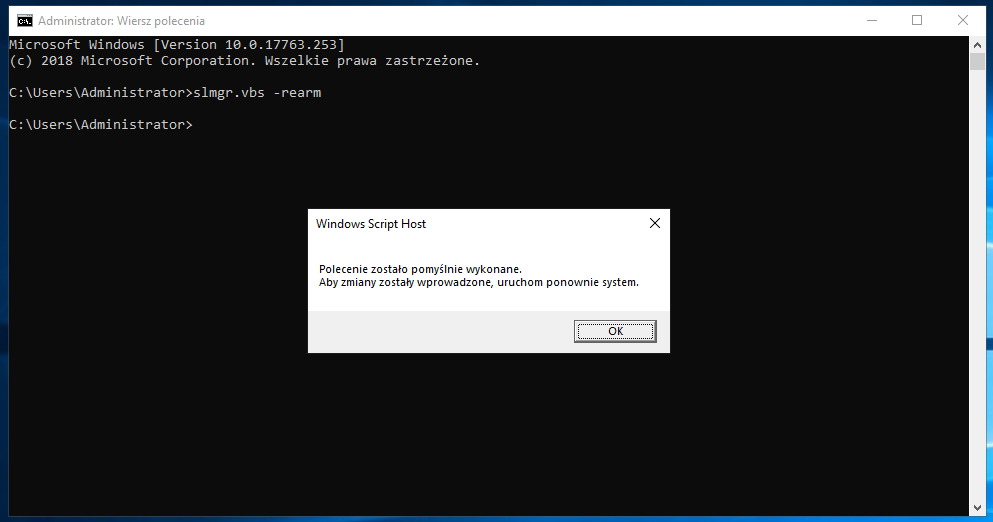 Administrator: Wiersz polecenia
Microsoft Windows [Version 10.0.17763.253]
(c) 2018 Microsoft Corporation. Wszelkie prawa zastrzeżone.
C:\Users\Administrator>slmgr.vbs -rearm
C:\Users\Administrator>
Windows Script Host
Polecenie zostało pomyślnie wykonane.
Aby zmiany zostały wprowadzone, uruchom ponownie system.
OK